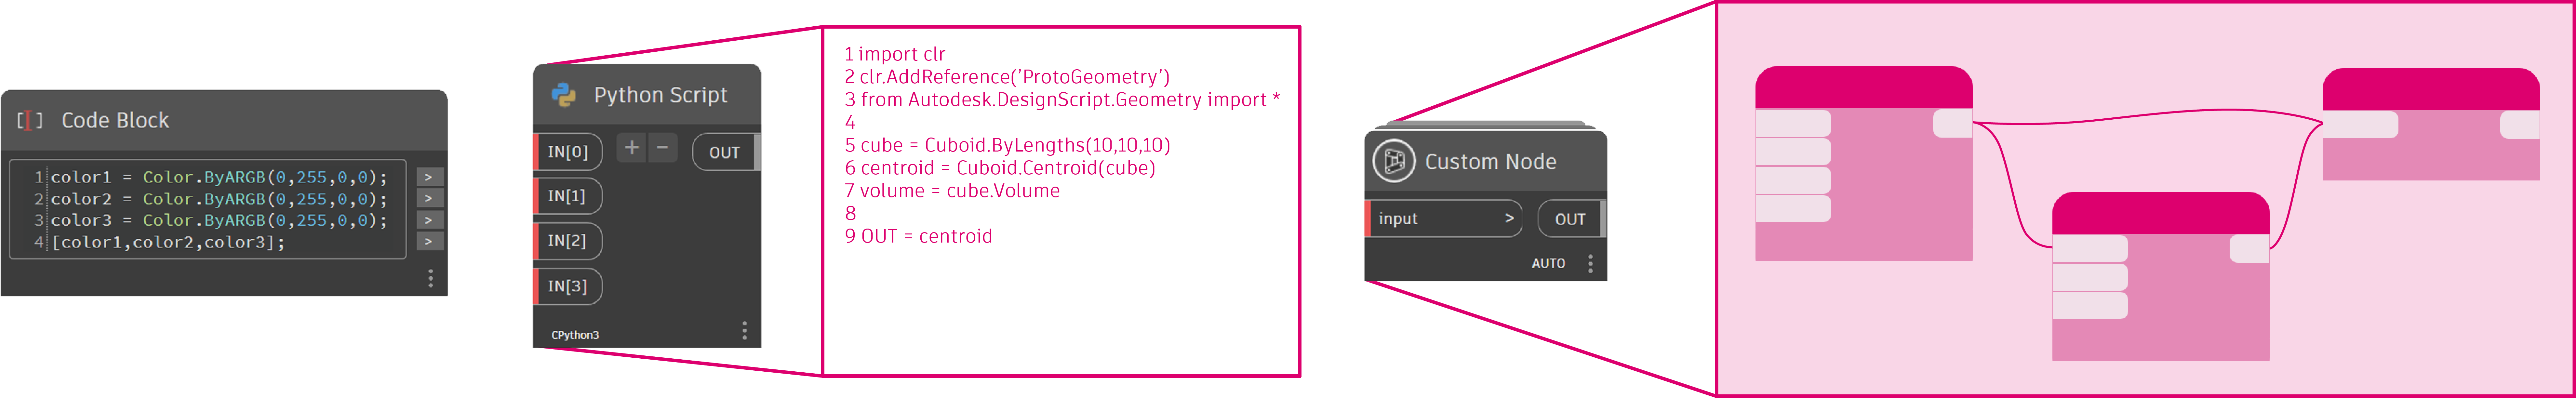 Code Block
1 color1 = Color.ByARGB(0,255,0,0); >
2 color2 = Color.ByARGB(0,255,0,0); >
3 color3 = Color.ByARGB(0,255,0,0); >
4 [color1,color2,color3]; >
Python Script
IN[0] + - OUT
IN[1]
IN[2]
IN[3]
CPython3
1 import clr
2 clr.AddReference('ProtoGeometry')
3 from Autodesk.DesignScript.Geometry import *
4
5 cube = Cuboid.ByLengths(10,10,10)
6 centroid = Cuboid.Centroid(cube)
7 volume = cube.Volume
8
9 OUT = centroid
Custom Node
input > OUT
AUTO